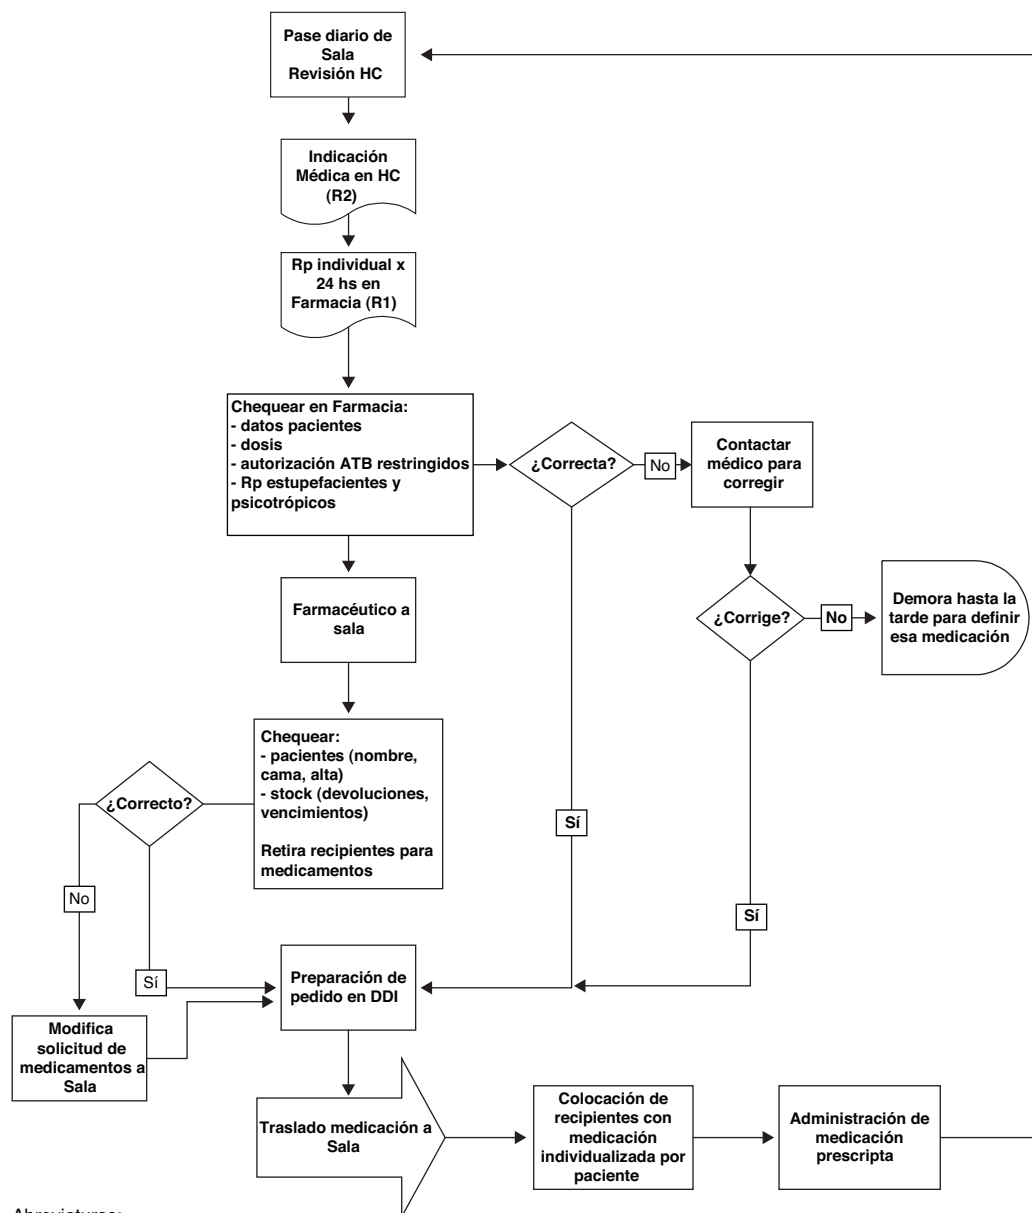 Pase diario de
Sala
Revisión HC
Indicación
Médica en HC
(R2)
Rp individual x
24 hs en
Farmacia (R1)
Chequear en Farmacia:
- datos pacientes
- dosis
- autorización ATB restringidos
- Rp estupefacientes y
psicotrópicos
¿Correcta?
No
Contactar
médico para
corregir
¿Corrige?
No
Demora hasta la
tarde para definir
esa medicación
Farmacéutico a
sala
Chequear:
- pacientes (nombre,
cama, alta)
- stock (devoluciones,
vencimientos)
Retira recipientes para
medicamentos
¿Correcto?
Sí
No
Sí
Sí
Preparación de
pedido en DDI
Modifica
solicitud de
medicamentos a
Sala
Traslado medicación a
Sala
Colocación de
recipientes con
medicación
individualizada por
paciente
Administración de
medicación
prescripta